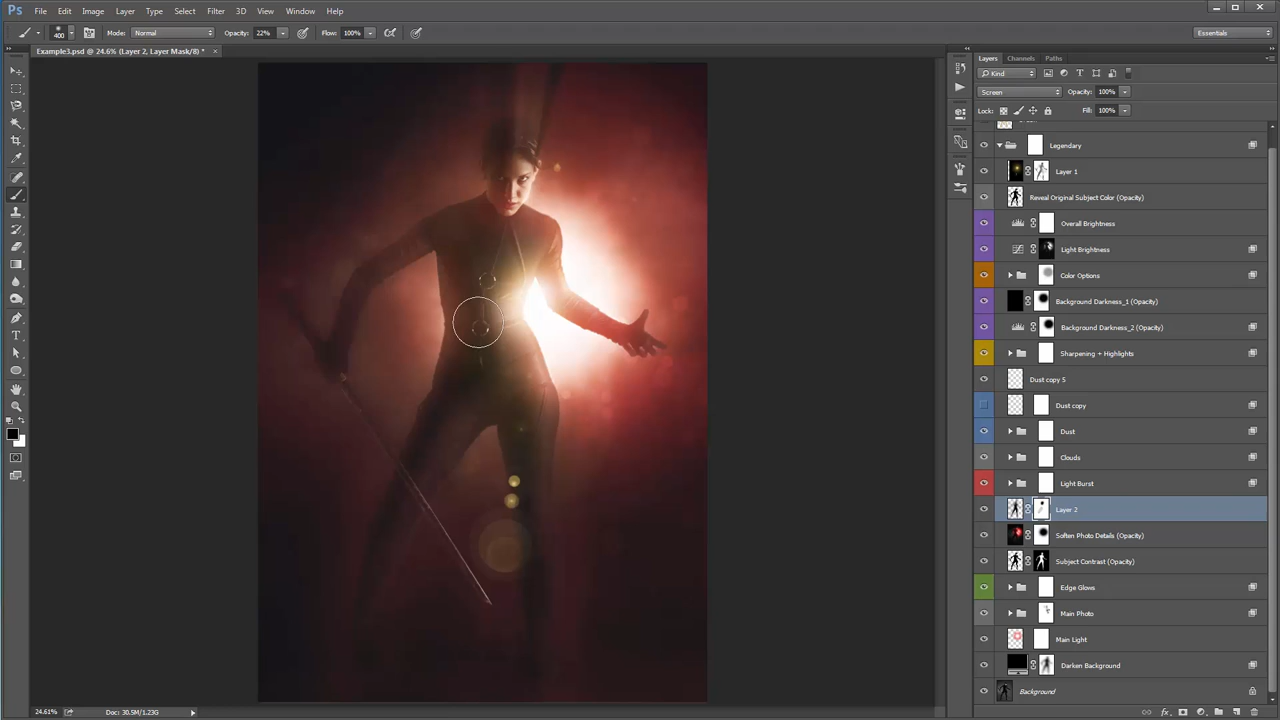 Ps File Edit Image Layer Type Select Filter 3D View Window Help
400 Mode: Normal Opacity: 22% Flow: 100% Essentials
Example3.psd @ 24.6% (Layer 2, Layer Mask/8) *
Layers Channels Paths
Kind
Screen Opacity: 100%
Lock: Fill: 100%
Legendary
Layer 1
Reveal Original Subject Color (Opacity)
Overall Brightness
Light Brightness
Color Options
Background Darkness_1 (Opacity)
Background Darkness_2 (Opacity)
Sharpening + Highlights
Dust copy 5
Dust copy
Dust
Clouds
Light Burst
Layer 2
Soften Photo Details (Opacity)
Subject Contrast (Opacity)
Edge Glows
Main Photo
Main Light
Darken Background
Background
24.61% Doc: 30.5M/1.23G